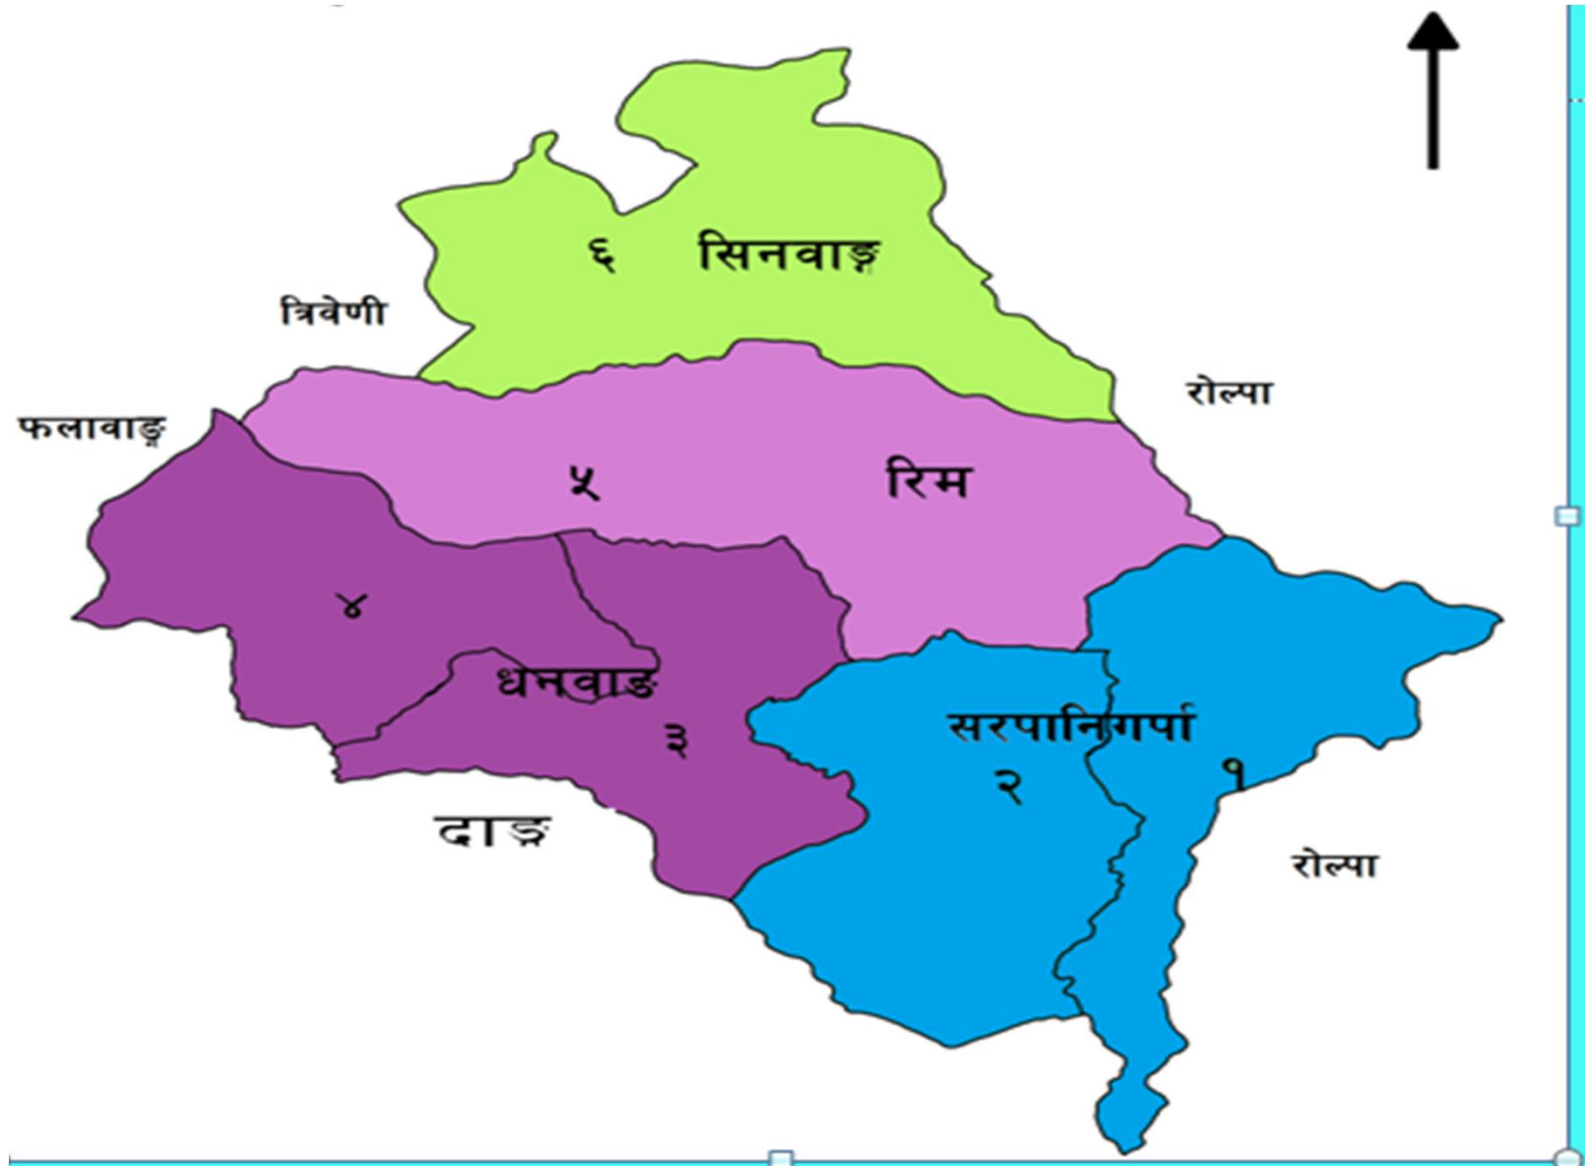 ६ सिनवाङ्ग
त्रिवेणी
रोल्पा
फलावाङ्ग
५ रिम
४
धनवाङ
३
सरपानिगर्पा
२ १
दाङ्ग
रोल्पा